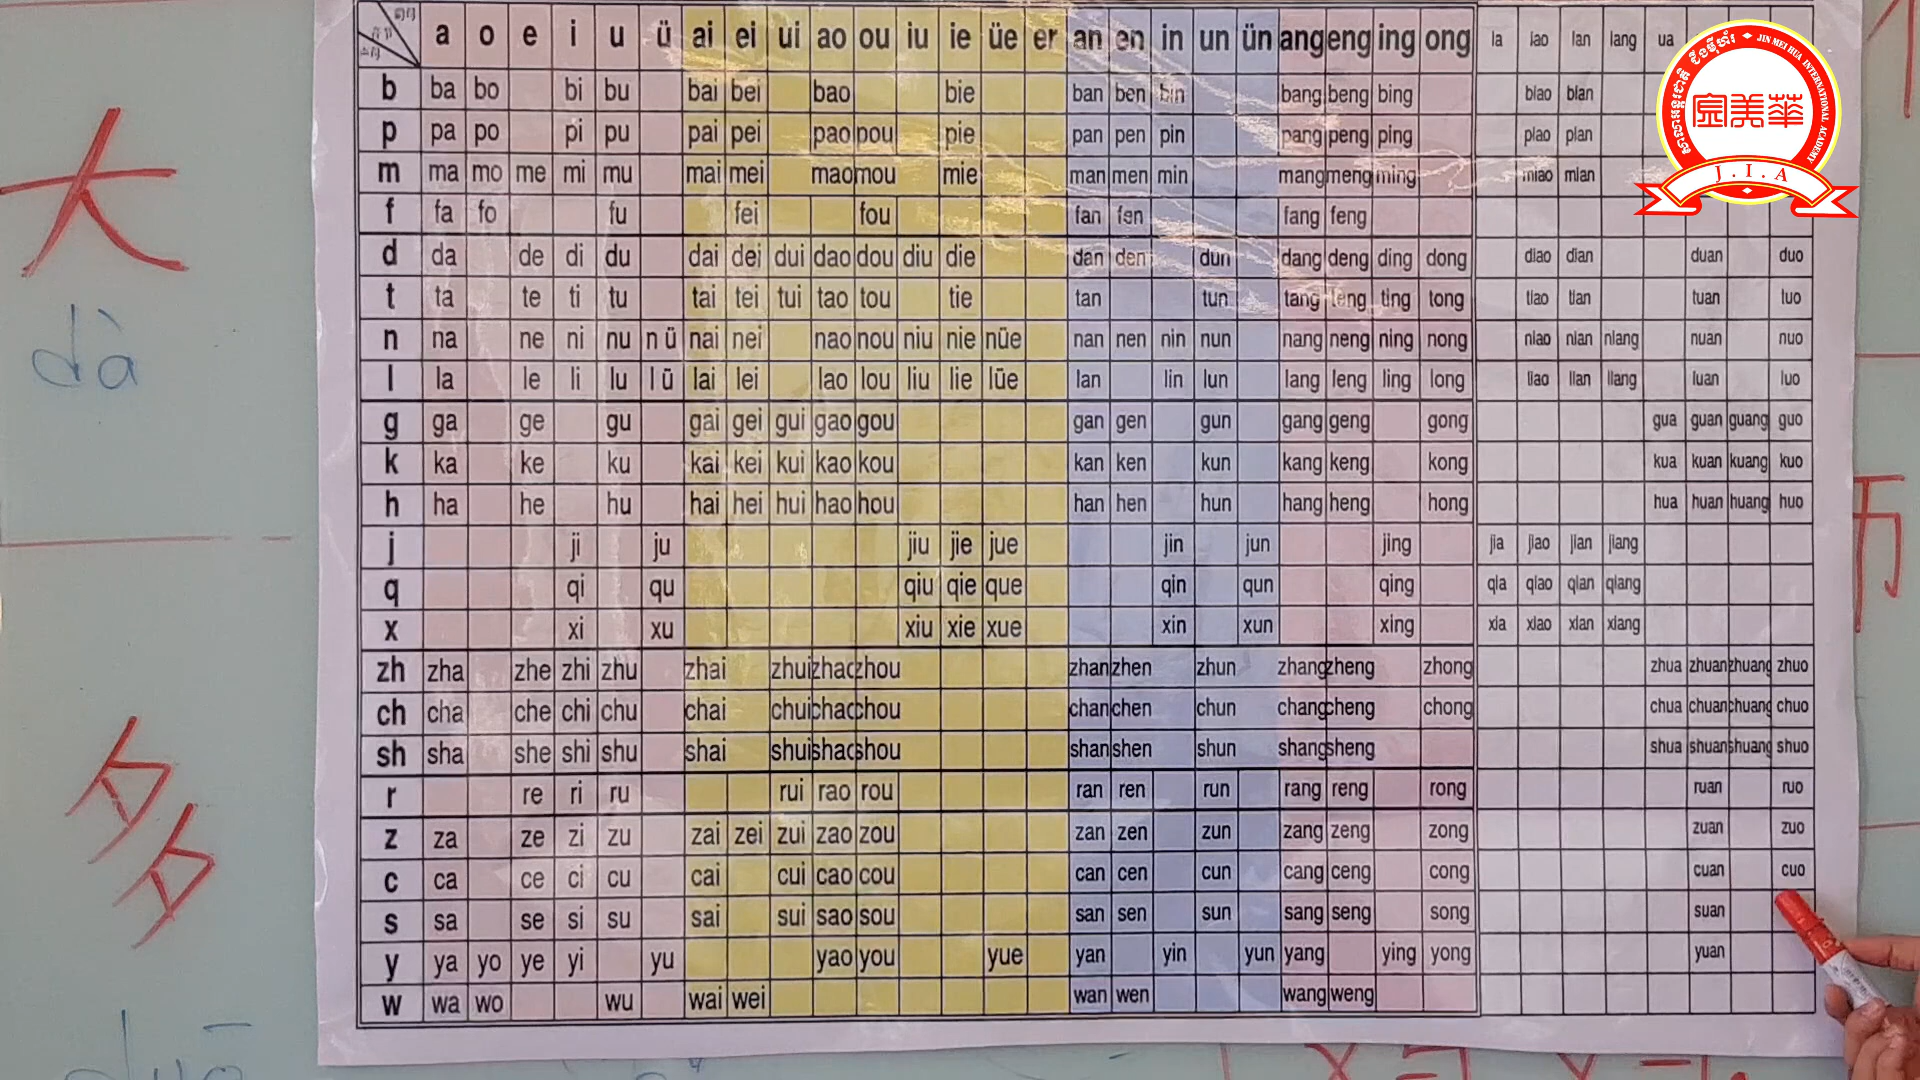 大
dà
多
duō
a o e i u ü ai ei ui ao ou iu ie üe er an en in un ün ang eng ing ong ia iao ian iang ua
b ba bo bi bu bai bei bao bie ban ben bin bang beng bing biao bian
p pa po pi pu pai pei pao pou pie pan pen pin pang peng ping piao pian
m ma mo me mi mu mai mei mao mou mie man men min mang meng ming miao mian
f fa fo fu fei fou fan fen fang feng
d da de di du dai dei dui dao dou diu die dan den dun dang deng ding dong diao dian duan duo
t ta te ti tu tai tei tui tao tou tie tan tun tang teng ting tong tiao tian tuan tuo
n na ne ni nu n ü nai nei nao nou niu nie nüe nan nen nin nun nang neng ning nong niao nian niang nuan nuo
l la le li lu l ü lai lei lao lou liu lie lüe lan lin lun lang leng ling long liao lian liang luan luo
g ga ge gu gai gei gui gao gou gan gen gun gang geng gong gua guan guang guo
k ka ke ku kai kei kui kao kou kan ken kun kang keng kong kua kuan kuang kuo
h ha he hu hai hei hui hao hou han hen hun hang heng hong hua huan huang huo
j ji ju jiu jie jue jin jun jing jia jiao jian jiang
q qi qu qiu qie que qin qun qing qia qiao qian qiang
x xi xu xiu xie xue xin xun xing xia xiao xian xiang
zh zha zhe zhi zhu zhai zhui zhao zhou zhan zhen zhun zhang zheng zhong zhua zhuan zhuang zhuo
ch cha che chi chu chai chui chao chou chan chen chun chang cheng chong chua chuan chuang chuo
sh sha she shi shu shai shui shao shou shan shen shun shang sheng shua shuan shuang shuo
r re ri ru rui rao rou ran ren run rang reng rong ruan ruo
z za ze zi zu zai zei zui zao zou zan zen zun zang zeng zong zuan zuo
c ca ce ci cu cai cui cao cou can cen cun cang ceng cong cuan cuo
s sa se si su sai sui sao sou san sen sun sang seng song suan
y ya yo ye yi yu yao you yue yan yin yun yang ying yong yuan
w wa wo wu wai wei wan wen wang weng
JIN MEI HUA INTERNATIONAL ACADEMY
金美華
J.I.A